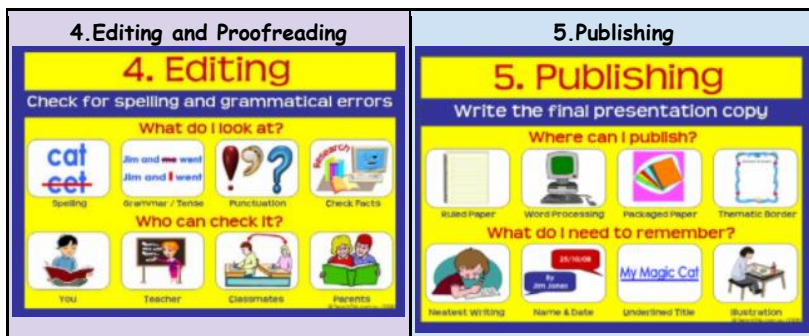 4.Editing and Proofreading
4. Editing
Check for spelling and grammatical errors
What do I look at?
cat
cet
Jim and me went
Jim and I went
Research
Spelling
Grammar / Tense
Punctuation
Check Facts
Who can check it?
You
Teacher
Classmates
Parents
5.Publishing
5. Publishing
Write the final presentation copy
Where can I publish?
Ruled Paper
Word Processing
Packaged Paper
Thematic Border
What do I need to remember?
25/10/08
By
Jim Jones
My Magic Cat
Neatest Writing
Name & Date
Underlined Title
Illustration